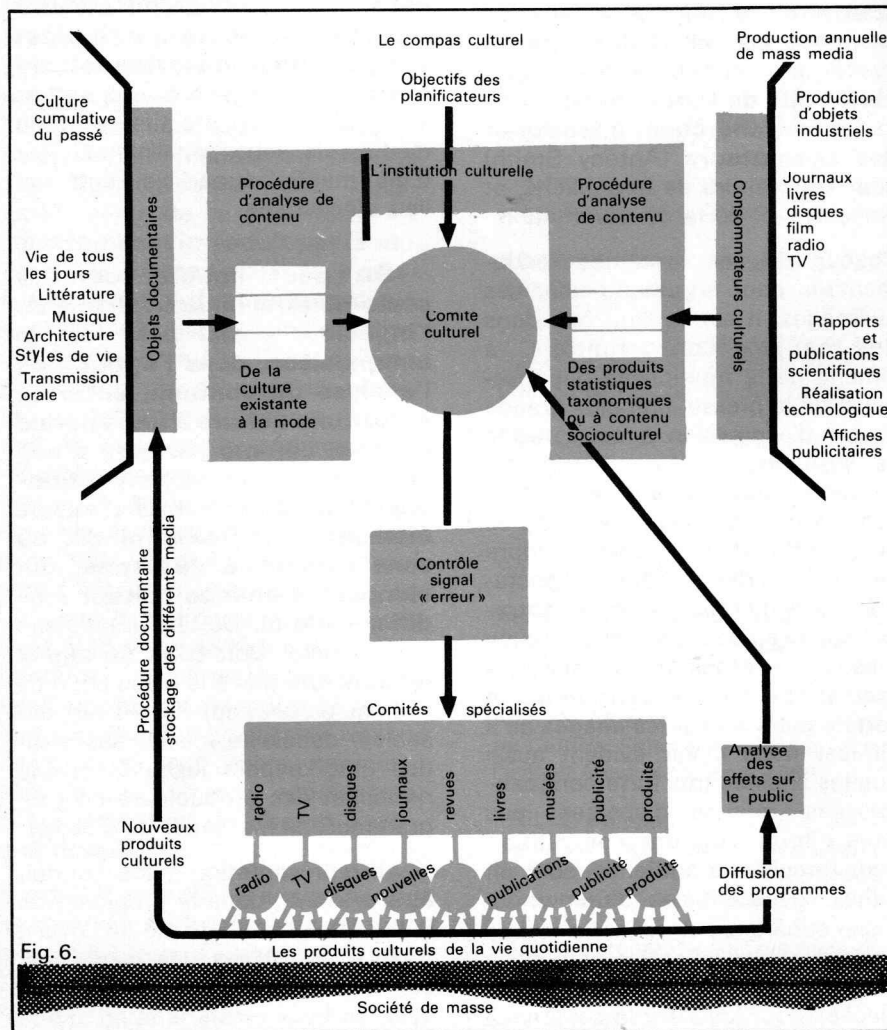 Le compas culturel
Objectifs des
planificateurs
Production annuelle
de mass media
Culture
cumulative
du passé
Production
d'objets
industriels
Journaux
livres
disques
film
radio
TV
Vie de tous
les jours
Littérature
Musique
Architecture
Styles de vie
Transmission
orale
Objets documentaires
Procédure
d'analyse de
contenu
De la
culture
existante
à la mode
L'institution culturelle
Comite
culturel
Procédure
d'analyse
de contenu
Des produits
statistiques
taxonomiques
ou à contenu
socioculturel
Consommateurs culturels
Rapports
publications
scientifiques
Réalisation
technologique
Affiches
publicitaires
Procédure documentaire
stockage des différents media
Contrôle
signal
« erreur »
Comités spécialisés
radio
TV
disques
journaux
revues
livres
musées
publicité
produits
Analyse
des
effets sur
le public
Nouveaux
produits
culturels
radio
TV
disques
nouvelles
publications
publicité
produits
Diffusion
des programmes
Fig. 6.
Les produits culturels de la vie quotidienne
Société de masse